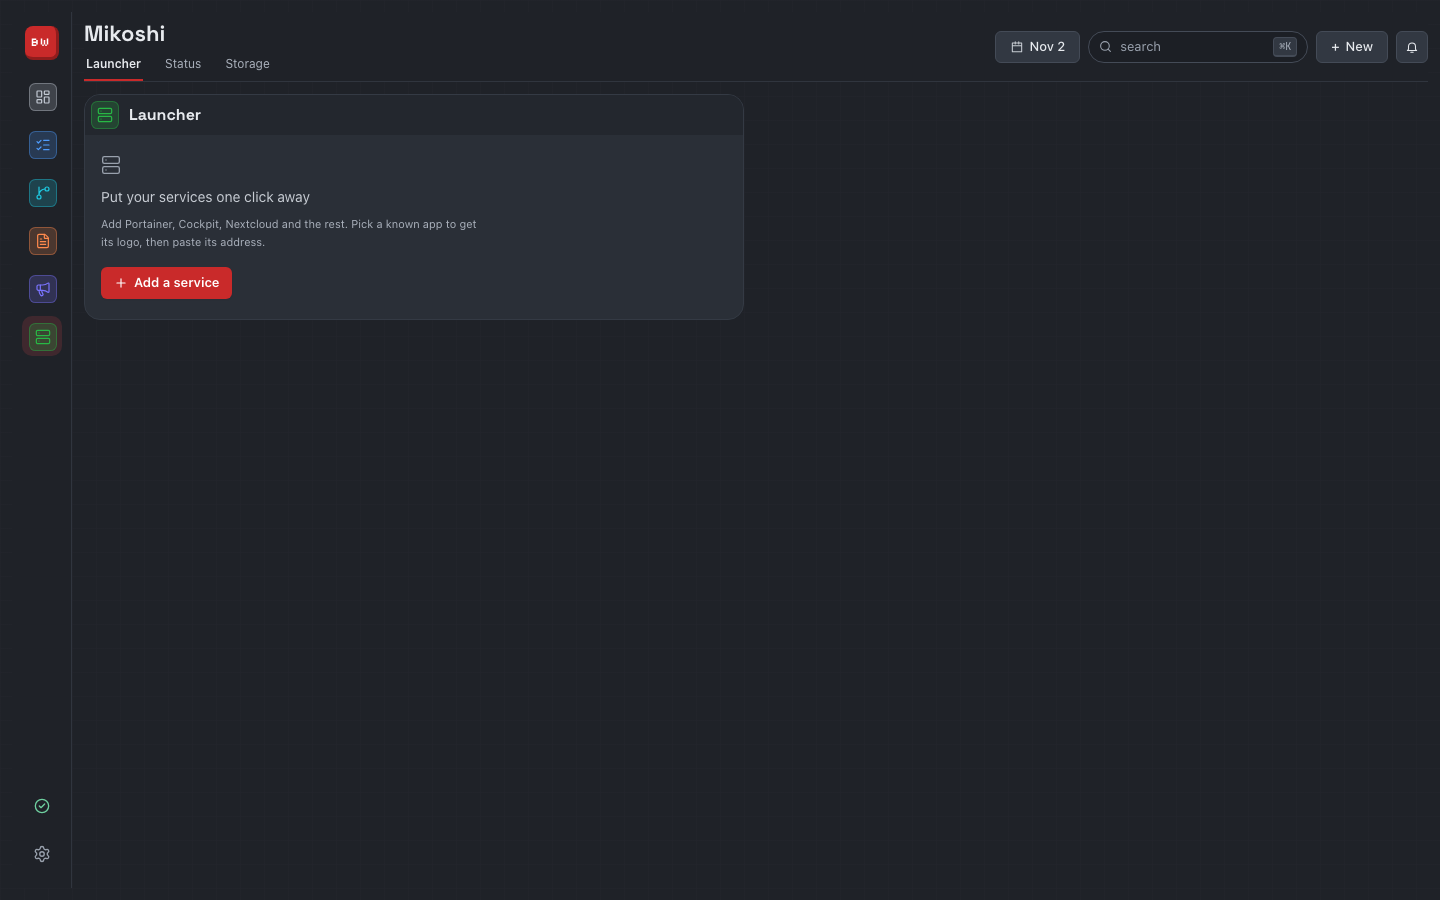 BW
Mikoshi
Launcher
Status
Storage
Nov 2
search
⌘K
+ New
Launcher
Put your services one click away
Add Portainer, Cockpit, Nextcloud and the rest. Pick a known app to get
its logo, then paste its address.
+ Add a service